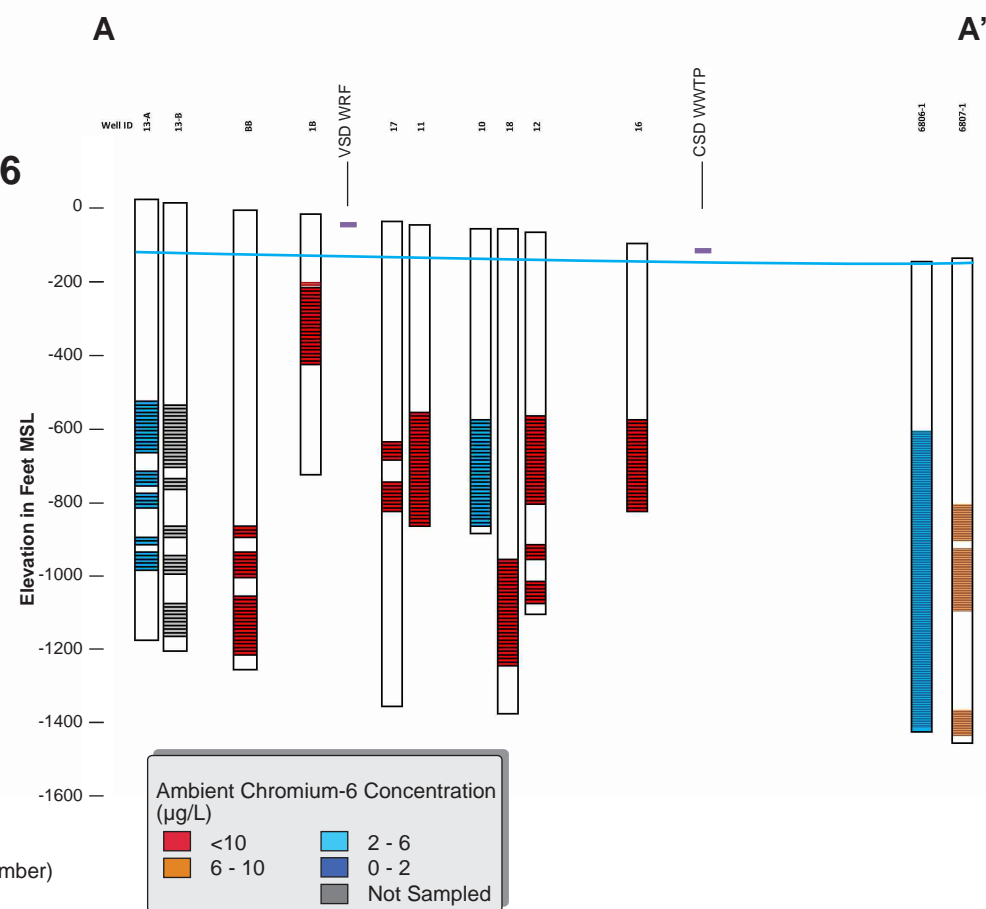 A A’
VSD WRF CSD WWTP
Well ID 13-A 13-B BB 1B 17 11 10 18 12 16 6806-1 6807-1
6
0
-200
-400
-600
-800
-1000
-1200
-1400
-1600
Elevation in Feet MSL
Ambient Chromium-6 Concentration
(µg/L)
<10 2 - 6
6 - 10 0 - 2
Not Sampled
mber)